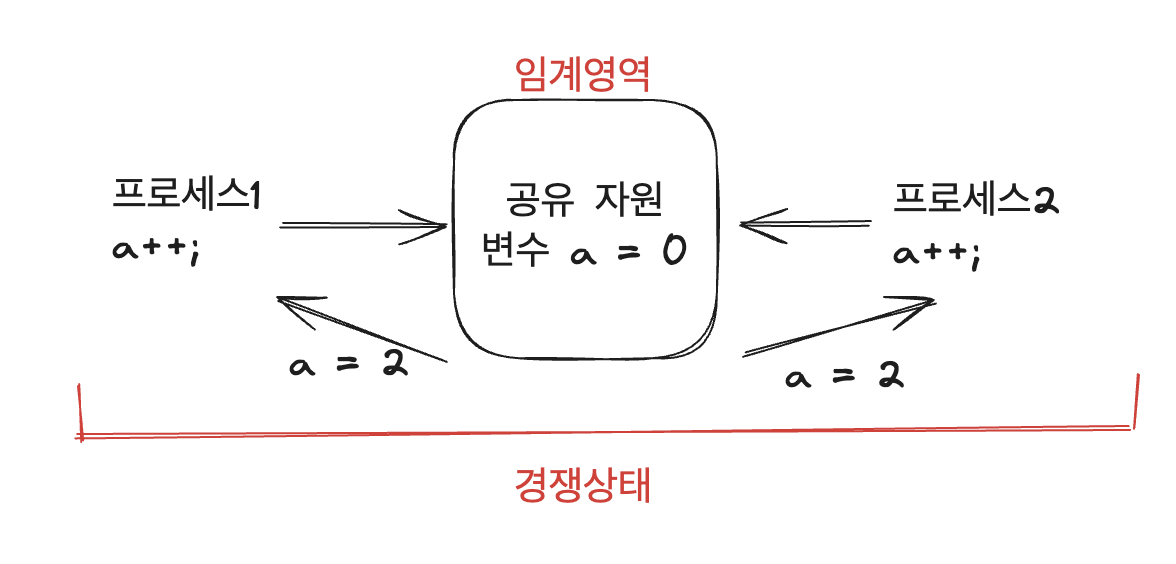 임계영역
프로세스1
a++;
공유 자원
변수 a = 0
프로세스2
a++;
a = 2
a = 2
경쟁상태